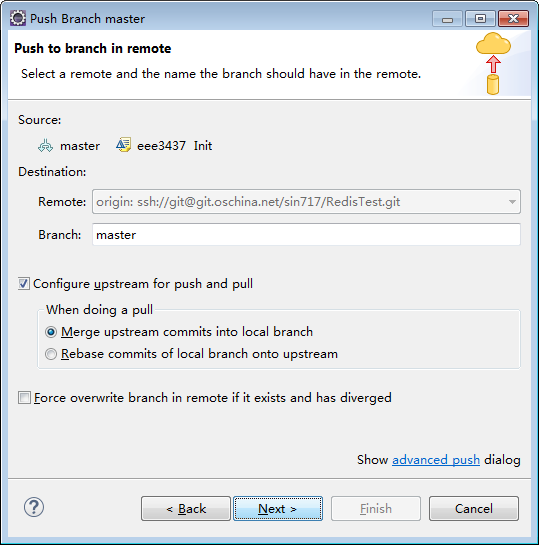 Push Branch master
Push to branch in remote
Select a remote and the name the branch should have in the remote.
Source:
master eee3437 Init
Destination:
Remote: origin: ssh://git@git.oschina.net/sin717/RedisTest.git
Branch: master
Configure upstream for push and pull
When doing a pull
Merge upstream commits into local branch
Rebase commits of local branch onto upstream
Force overwrite branch in remote if it exists and has diverged
Show advanced push dialog
? < Back Next > Finish Cancel